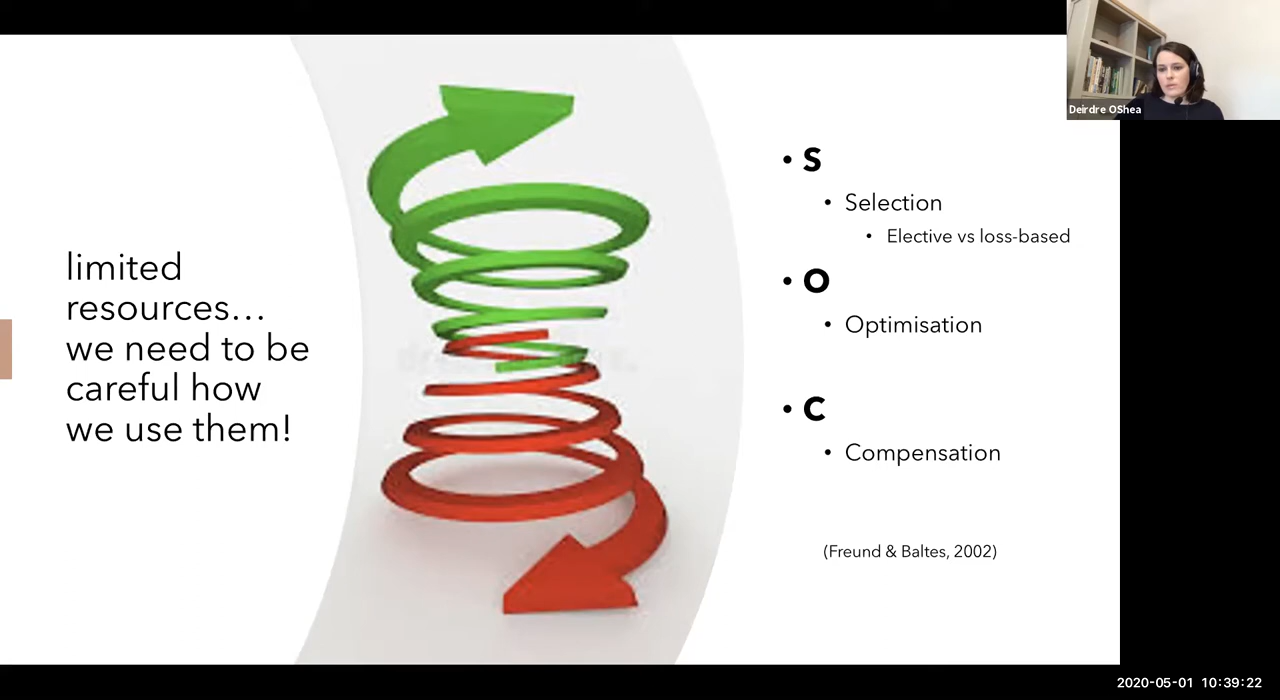 limited
resources...
we need to be
careful how
we use them!
• S
• Selection
• Elective vs loss-based
• O
• Optimisation
• C
• Compensation
(Freund & Baltes, 2002)
Deirdre OShea
2020-05-01 10:39:22